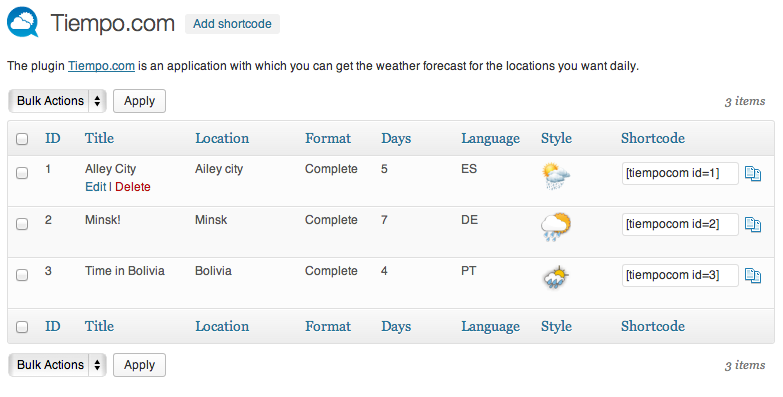 Tiempo.com Add shortcode
The plugin Tiempo.com is an application with which you can get the weather forecast for the locations you want daily.
Bulk Actions Apply 3 items
ID Title Location Format Days Language Style Shortcode
1 Alley City Ailey city Complete 5 ES [tiempocom id=1]
Edit | Delete
2 Minsk! Minsk Complete 7 DE [tiempocom id=2]
3 Time in Bolivia Bolivia Complete 4 PT [tiempocom id=3]
ID Title Location Format Days Language Style Shortcode
Bulk Actions Apply 3 items